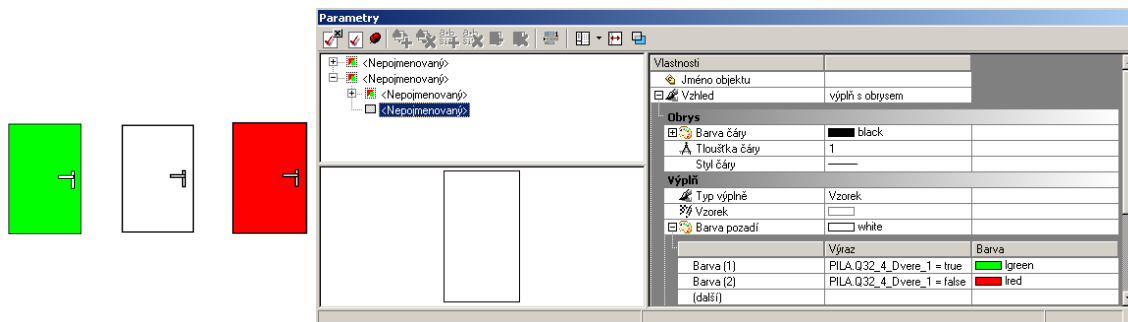 Parametry
<Nepojmenovaný>
<Nepojmenovaný>
<Nepojmenovaný>
<Nepojmenovaný>
Vlastnosti
Jméno objektu
Vzhled výplň s obrysem
Obrys
Barva čáry black
Tloušťka čáry 1
Styl čáry
Výplň
Typ výplně Vzorek
Vzorek
Barva pozadí white
Výraz Barva
Barva (1) PILA.Q32_4_Dvere_1 = true lgreen
Barva (2) PILA.Q32_4_Dvere_1 = false lred
(další)